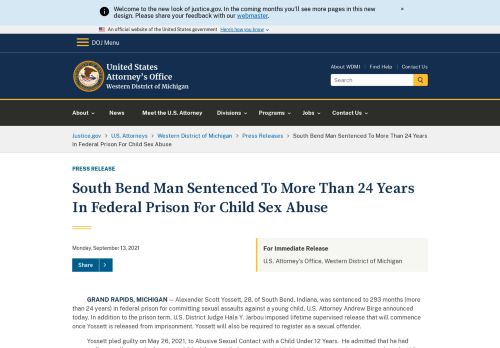 Welcome to the new look of justice.gov. In the coming months you'll see more pages in this new
design. Please share your feedback with our webmaster.
×
An official website of the United States government Here's how you know
DOJ Menu
United States
Attorney's Office
Western District of Michigan
About WDMI Find Help Contact Us
Search
About News Meet the U.S. Attorney Divisions Programs Jobs Contact Us
Justice.gov > U.S. Attorneys > Western District of Michigan > Press Releases > South Bend Man Sentenced To More Than 24 Years
In Federal Prison For Child Sex Abuse
PRESS RELEASE
South Bend Man Sentenced To More Than 24 Years
In Federal Prison For Child Sex Abuse
Monday, September 13, 2021
Share >
For Immediate Release
U.S. Attorney's Office, Western District of Michigan
GRAND RAPIDS, MICHIGAN — Alexander Scott Yossett, 28, of South Bend, Indiana, was sentenced to 293 months (more
than 24 years) in federal prison for committing sexual assaults against a young child, U.S. Attorney Andrew Birge announced
today. In addition to the prison term, U.S. District Judge Hala Y. Jarbou imposed lifetime supervised release that will commence
once Yossett is released from imprisonment. Yossett will also be required to register as a sexual offender.
Yossett pled guilty on May 26, 2021, to Abusive Sexual Contact with a Child Under 12 Years. He admitted that he had